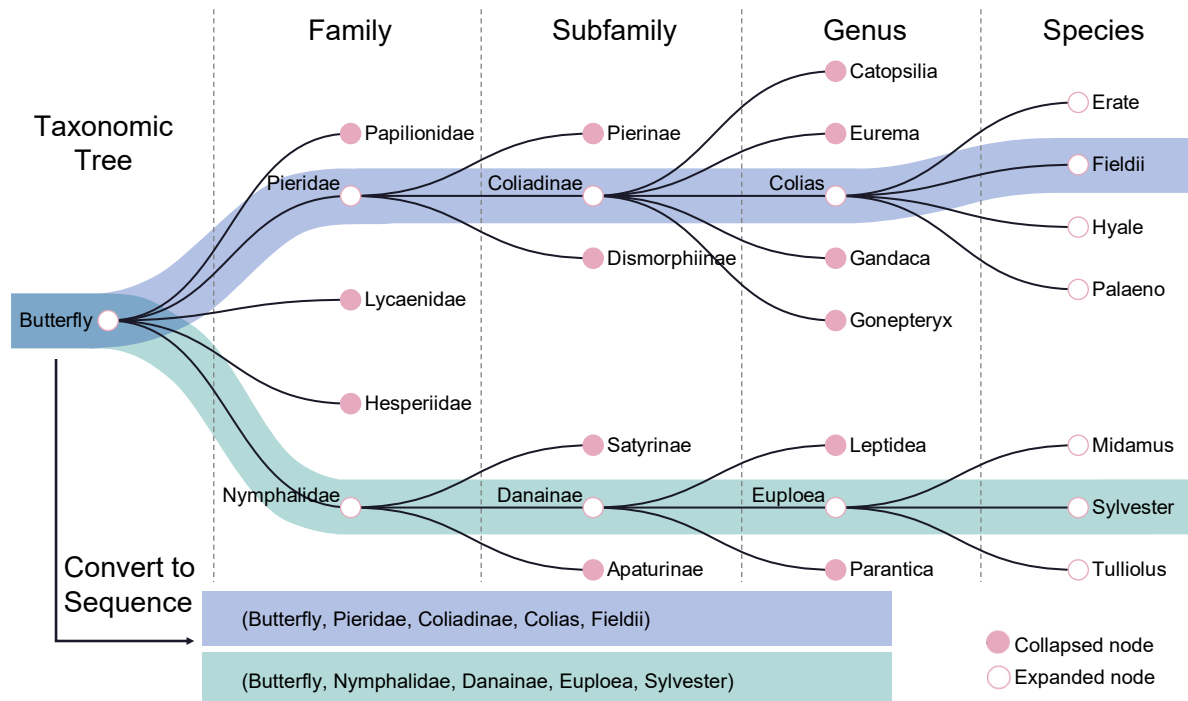 Family
Subfamily
Genus
Species
Taxonomic
Tree
Catopsilia
Erate
Papilionidae
Pierinae
Eurema
Fieldii
Pieridae
Coliadinae
Colias
Hyale
Dismorphiinae
Gandaca
Palaeno
Lycaenidae
Butterfly
Gonepteryx
Hesperiidae
Satyrinae
Leptidea
Midamus
Nymphalidae
Danainae
Euploea
Sylvester
Apaturinae
Parantica
Tulliolus
Convert to
Sequence
(Butterfly, Pieridae, Coliadinae, Colias, Fieldii)
(Butterfly, Nymphalidae, Danainae, Euploea, Sylvester)
Collapsed node
Expanded node